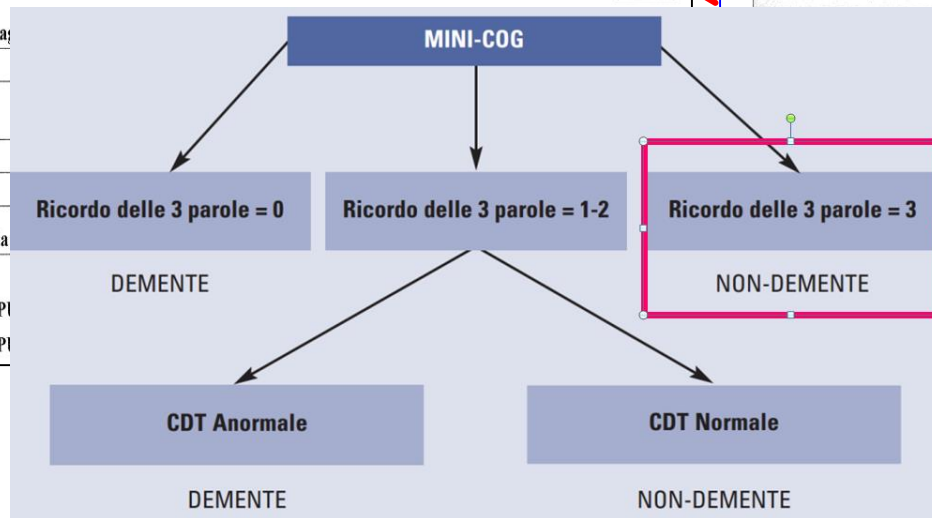 MINI-COG
Ricordo delle 3 parole = 0
Ricordo delle 3 parole = 1-2
Ricordo delle 3 parole = 3
DEMENTE
NON-DEMENTE
CDT Anormale
CDT Normale
DEMENTE
NON-DEMENTE